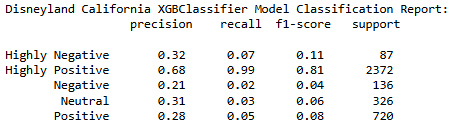 Disneyland California XGBClassifier Model Classification Report:
precision recall f1-score support
Highly Negative 0.32 0.07 0.11 87
Highly Positive 0.68 0.99 0.81 2372
Negative 0.21 0.02 0.04 136
Neutral 0.31 0.03 0.06 326
Positive 0.28 0.05 0.08 720